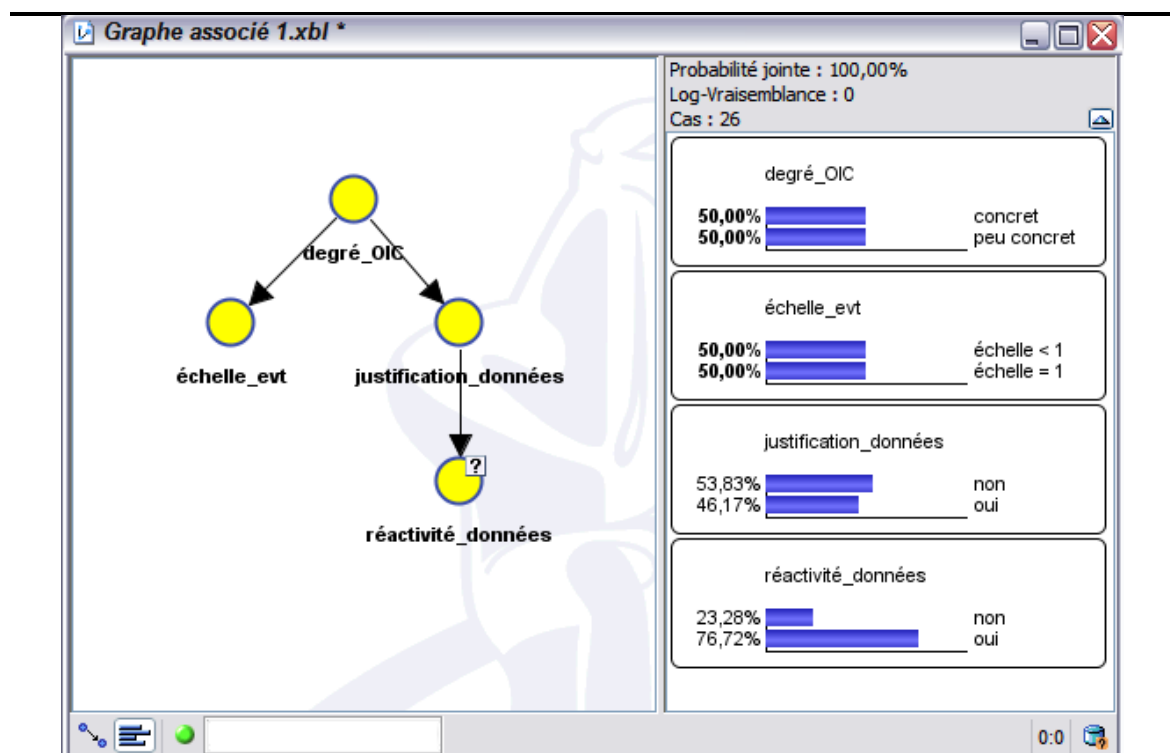 Graphe associé 1.xbl *
degré_OIC
échelle_evt
justification_données
?
réactivité_données
Probabilité jointe : 100,00%
Log-Vraisemblance : 0
Cas : 26
degré_OIC
50,00% concret
50,00% peu concret
échelle_evt
50,00% échelle < 1
50,00% échelle = 1
justification_données
53,83% non
46,17% oui
réactivité_données
23,28% non
76,72% oui
0:0